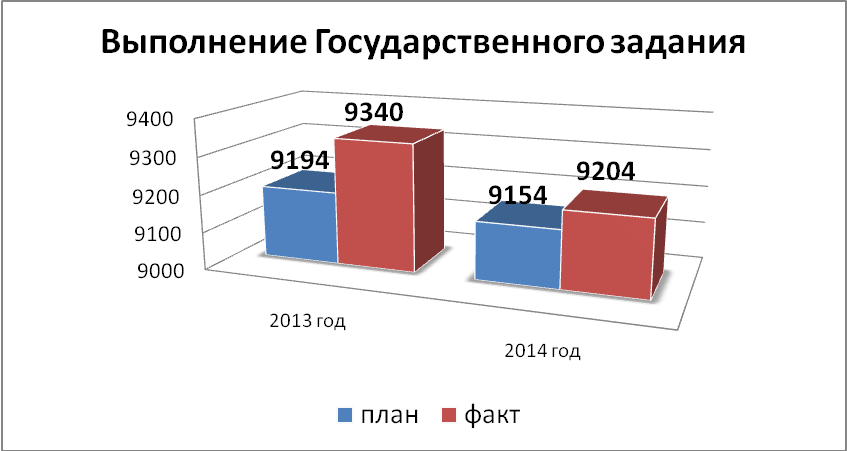 Выполнение Государственного задания
9400
9300
9200
9100
9000
9194
9340
9154
9204
2013 год
2014 год
план
факт